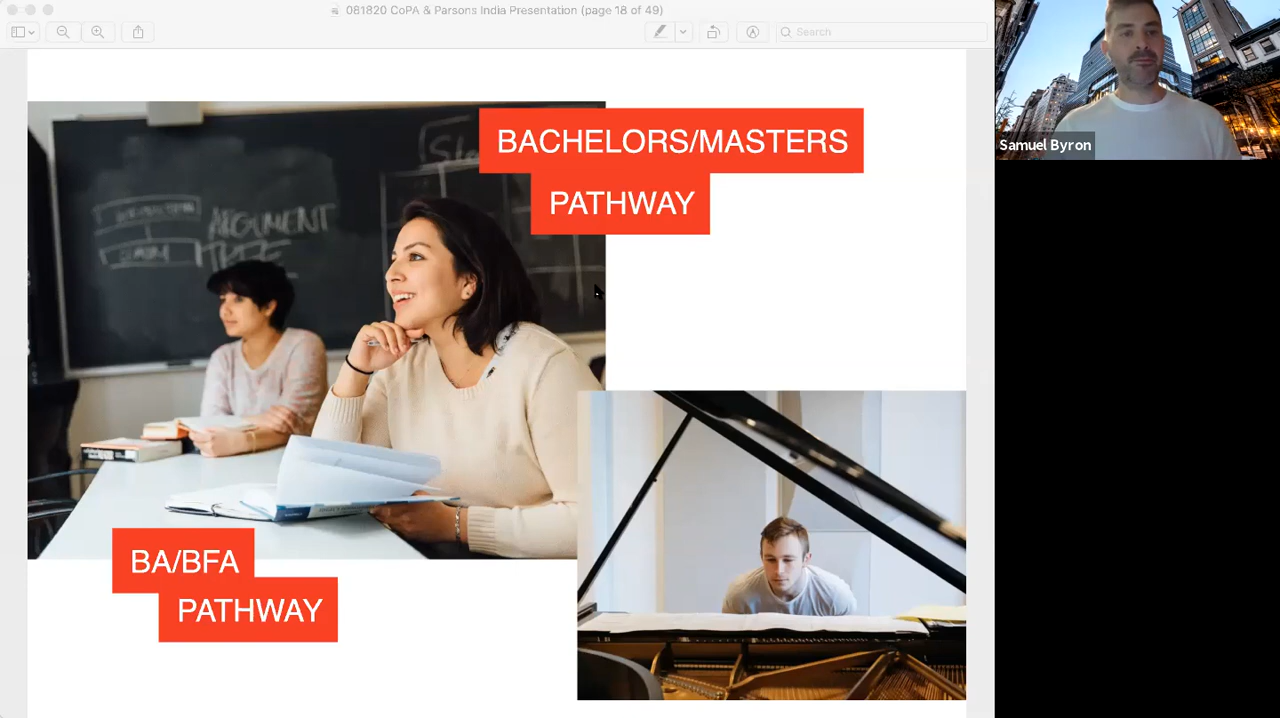 081820 CoPA & Parsons India Presentation (page 18 of 49)
Search
Samuel Byron
BACHELORS/MASTERS
PATHWAY
ARGUMENT
BA/BFA
PATHWAY